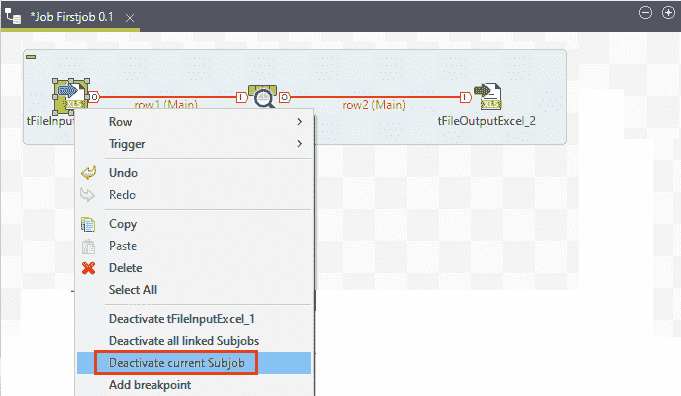 *Job Firstjob 0.1
row1 (Main)
row2 (Main)
tFileInpu
tFileOutputExcel_2
Row
Trigger
Undo
Redo
Copy
Paste
Delete
Select All
Deactivate tFileInputExcel_1
Deactivate all linked Subjobs
Deactivate current Subjob
Add breakpoint